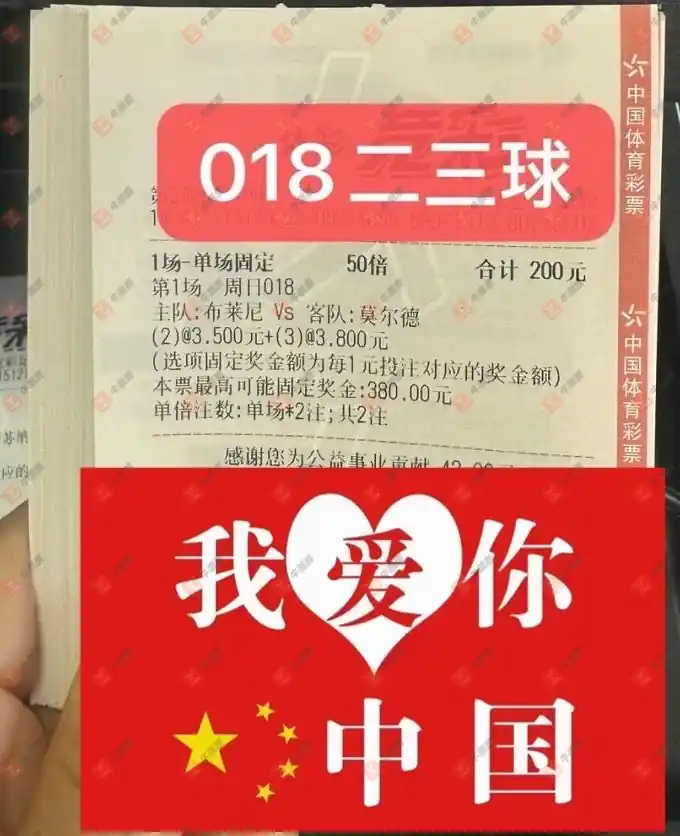 018 二三球
1场-单场固定 50倍 合计 200元
第1场 周日018
主队:布莱尼 Vs 客队:莫尔德
(2)@3.500元+(3)@3.800元
(选项固定奖金额为每1元投注对应的奖金额)
本票最高可能固定奖金:380.00元
单倍注数:单场*2注;共2注
感谢您为公益事业贡献 42.00元
我爱你
中国
中国体育彩票
中国体育彩票